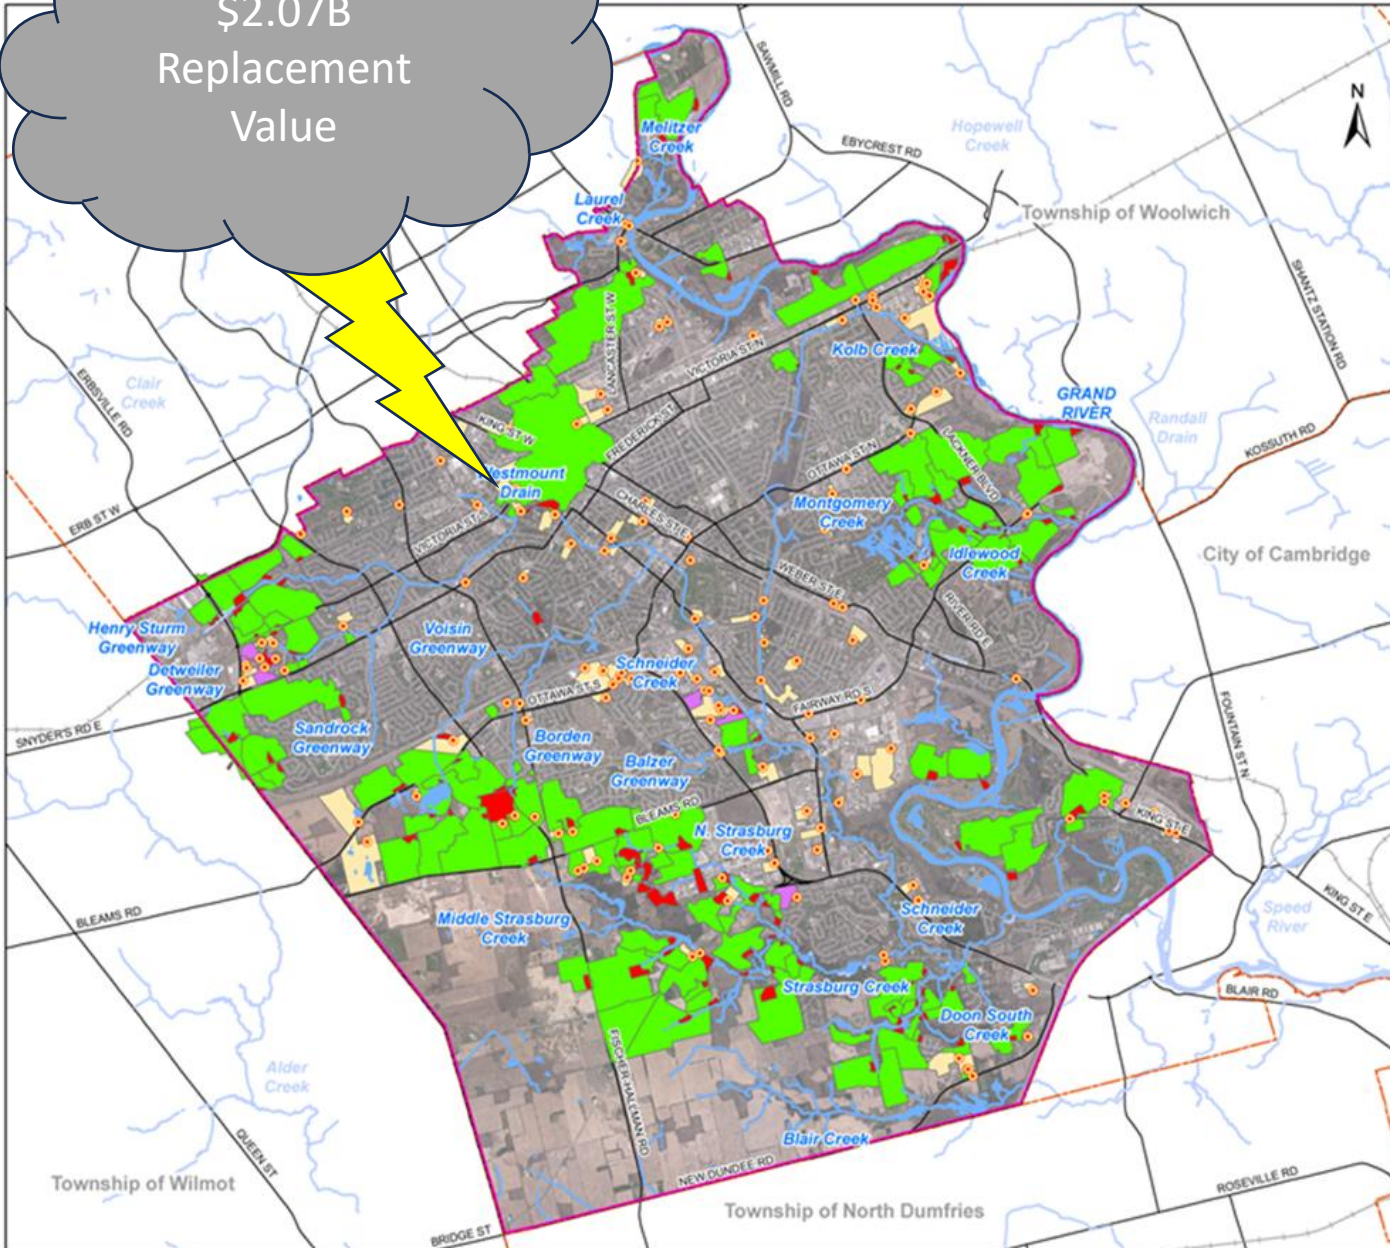 $2.07B
Replacement
Value
N
SAWMILL RD
EBYCREST RD
Hopewell
Creek
Melitzer
Creek
Laurel
Creek
Township of Woolwich
SHANTZ STATION RD
LANCASTER ST W
VICTORIA ST N
Kolb Creek
GRAND
RIVER
Randall
Drain
KOSSUTH RD
ERBSVILLE RD
Clair
Creek
KING ST W
FREDERICK ST
LACKNER BLVD
OTTAWA ST N
estmount
Drain
CHARLES ST E
Montgomery
Creek
ERB ST W
VICTORIA ST S
Idlewood
Creek
City of Cambridge
WEBER ST E
RIVER RD E
Henry Sturm
Greenway
Voisin
Greenway
Detweiler
Greenway
Schneider
Creek
OTTAWA ST S
FAIRWAY RD S
FOUNTAIN ST N
SNYDER'S RD E
Sandrock
Greenway
Borden
Greenway
Balzer
Greenway
BLEAMS RD
KING ST E
N. Strasburg
Creek
BLEAMS RD
Middle Strasburg
Creek
Schneider
Creek
KING ST E
Speed
River
Strasburg Creek
BLAIR RD
Doon South
Creek
FISCHER-HALLMAN RD
Alder
Creek
QUEEN ST
Blair Creek
NEW DUNDEE RD
Township of Wilmot
Township of North Dumfries
ROSEVILLE RD
BRIDGE ST